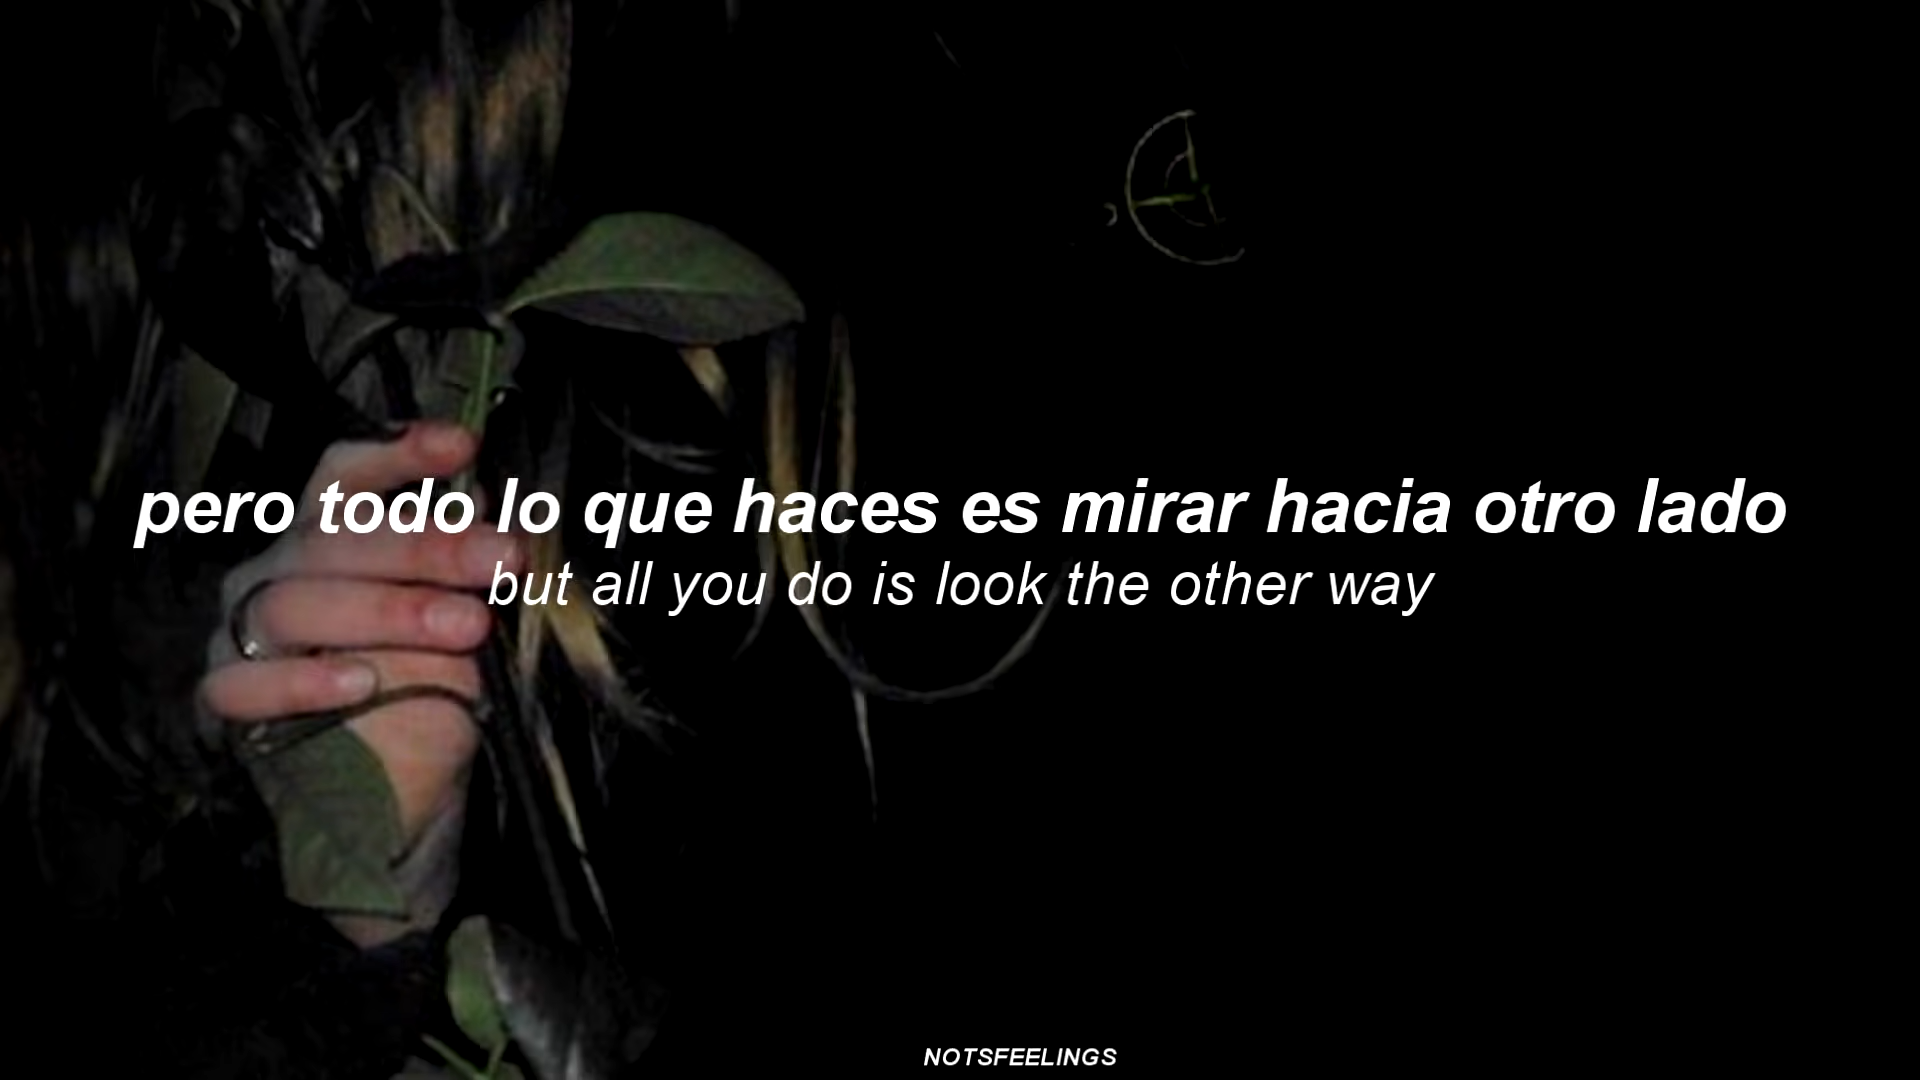 pero todo lo que haces es mirar hacia otro lado
but all you do is look the other way
NOTSFEELINGS